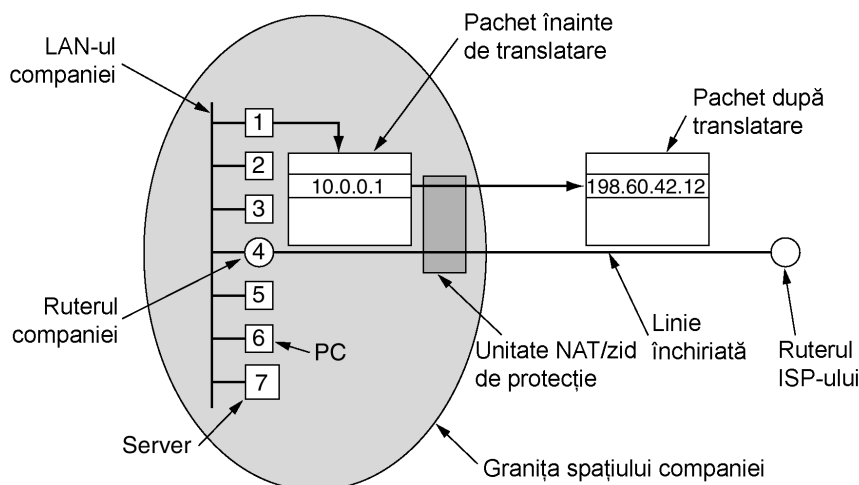 Pachet înainte
de translatare
LAN-ul
companiei
Pachet după
translatare
1
2
3
4
5
6
7
10.0.0.1
198.60.42.12
Ruterul
companiei
PC
Server
Unitate NAT/zid
de protecție
Linie
închiriată
Ruterul
ISP-ului
Granița spațiului companiei